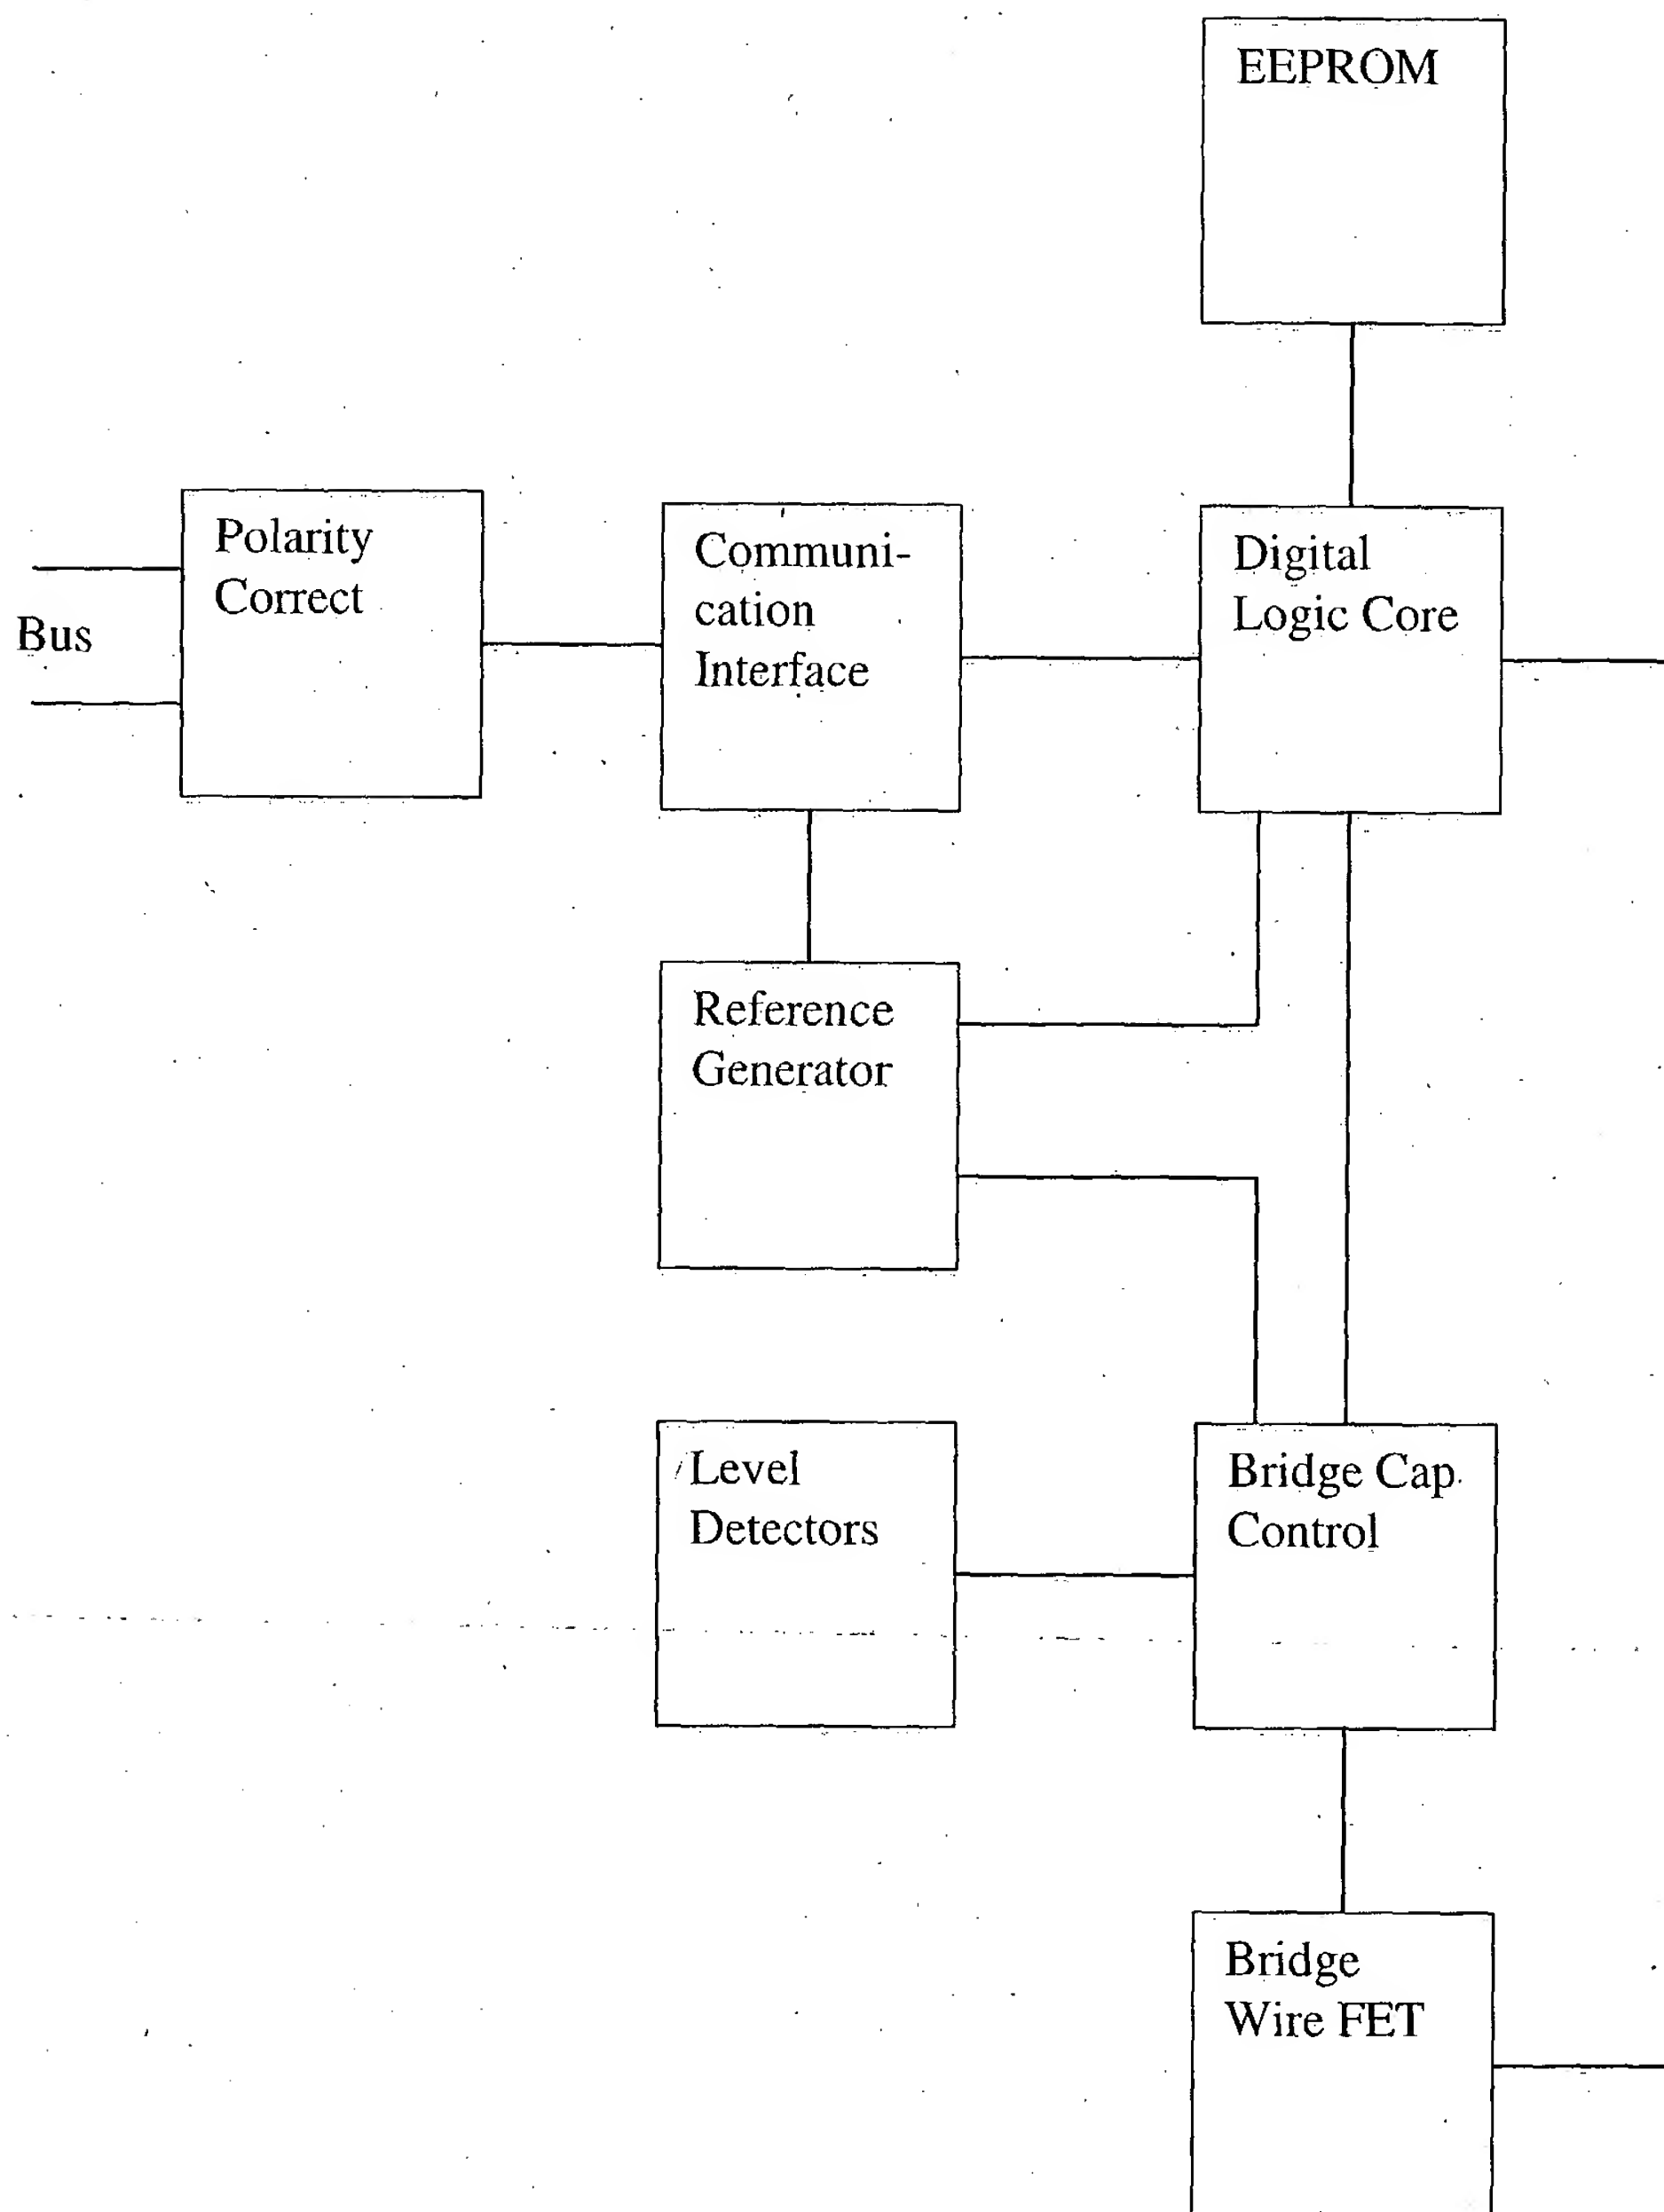 EEPROM
Polarity
Correct
Bus
Communi-
cation
Interface
Digital
Logic Core
Reference
Generator
Level
Detectors
Bridge Cap
Control
Bridge
Wire FET